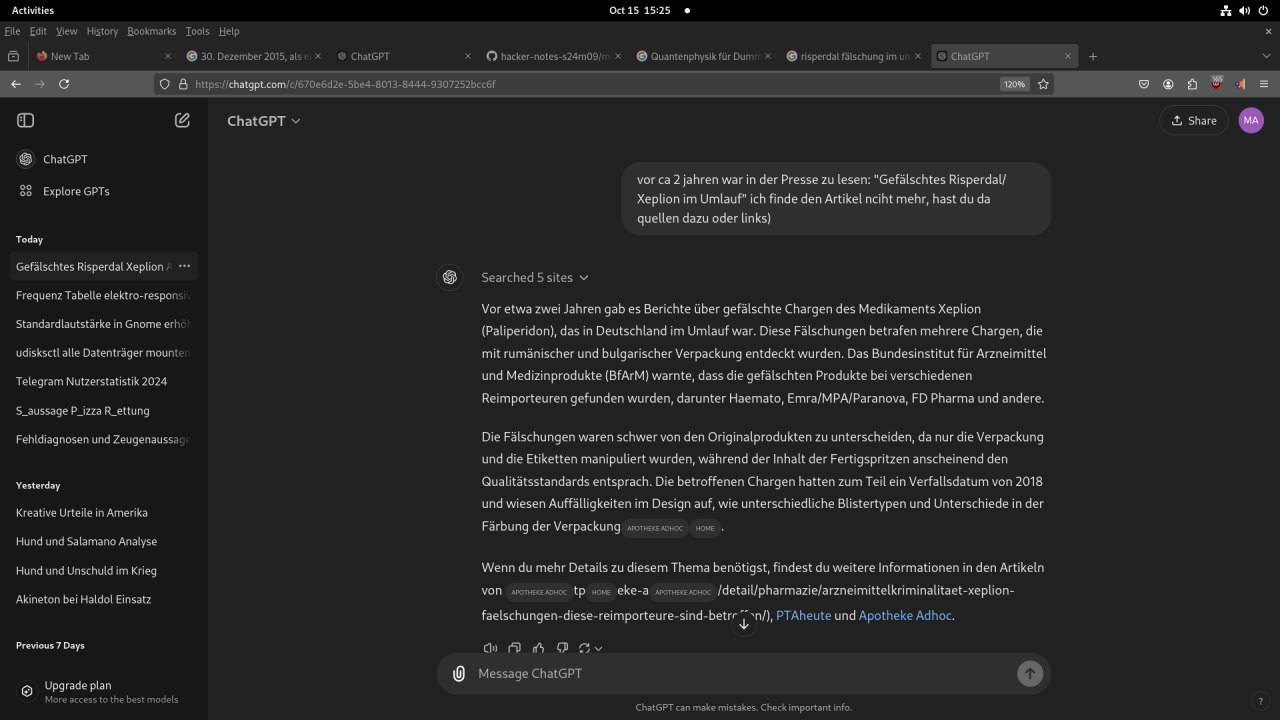 Activities
Oct 15 15:25
File Edit View History Bookmarks Tools Help
New Tab
30. Dezember 2015, als e
ChatGPT
hacker-notes-s24m09/m
Quantenphysik für Dumm
risperdal fälschung im um
ChatGPT
https://chatgpt.com/c/670e6d2e-5be4-8013-8444-9307252bcc6f
120%
ChatGPT
Share
MA
ChatGPT
Explore GPTs
Today
Gefälschtes Risperdal Xeplion A
Frequenz Tabelle elektro-responsiv
Standardlautstärke in Gnome erhö
udisksctl alle Datenträger mounten
Telegram Nutzerstatistik 2024
S_aussage P_izza R_ettung
Fehldiagnosen und Zeugenaussage
Yesterday
Kreative Urteile in Amerika
Hund und Salamano Analyse
Hund und Unschuld im Krieg
Akineton bei Haldol Einsatz
Previous 7 Days
Upgrade plan
More access to the best models
vor ca 2 jahren war in der Presse zu lesen: "Gefälschtes Risperdal/
Xeplion im Umlauf" ich finde den Artikel nciht mehr, hast du da
quellen dazu oder links)
Searched 5 sites
Vor etwa zwei Jahren gab es Berichte über gefälschte Chargen des Medikaments Xeplion
(Paliperidon), das in Deutschland im Umlauf war. Diese Fälschungen betrafen mehrere Chargen, die
mit rumänischer und bulgarischer Verpackung entdeckt wurden. Das Bundesinstitut für Arzneimittel
und Medizinprodukte (BfArM) warnte, dass die gefälschten Produkte bei verschiedenen
Reimporteuren gefunden wurden, darunter Haemato, Emra/MPA/Paranova, FD Pharma und andere.
Die Fälschungen waren schwer von den Originalprodukten zu unterscheiden, da nur die Verpackung
und die Etiketten manipuliert wurden, während der Inhalt der Fertigspritzen anscheinend den
Qualitätsstandards entsprach. Die betroffenen Chargen hatten zum Teil ein Verfallsdatum von 2018
und wiesen Auffälligkeiten im Design auf, wie unterschiedliche Blistertypen und Unterschiede in der
Färbung der Verpackung APOTHEKE ADHOC HOME .
Wenn du mehr Details zu diesem Thema benötigst, findest du weitere Informationen in den Artikeln
von APOTHEKE ADHOC tp HOME eke-a APOTHEKE ADHOC /detail/pharmazie/arzneimittelkriminalitaet-xeplion-
faelschungen-diese-reimporteure-sind-betroffen/), PTAheute und Apotheke Adhoc.
Message ChatGPT
ChatGPT can make mistakes. Check important info.
?